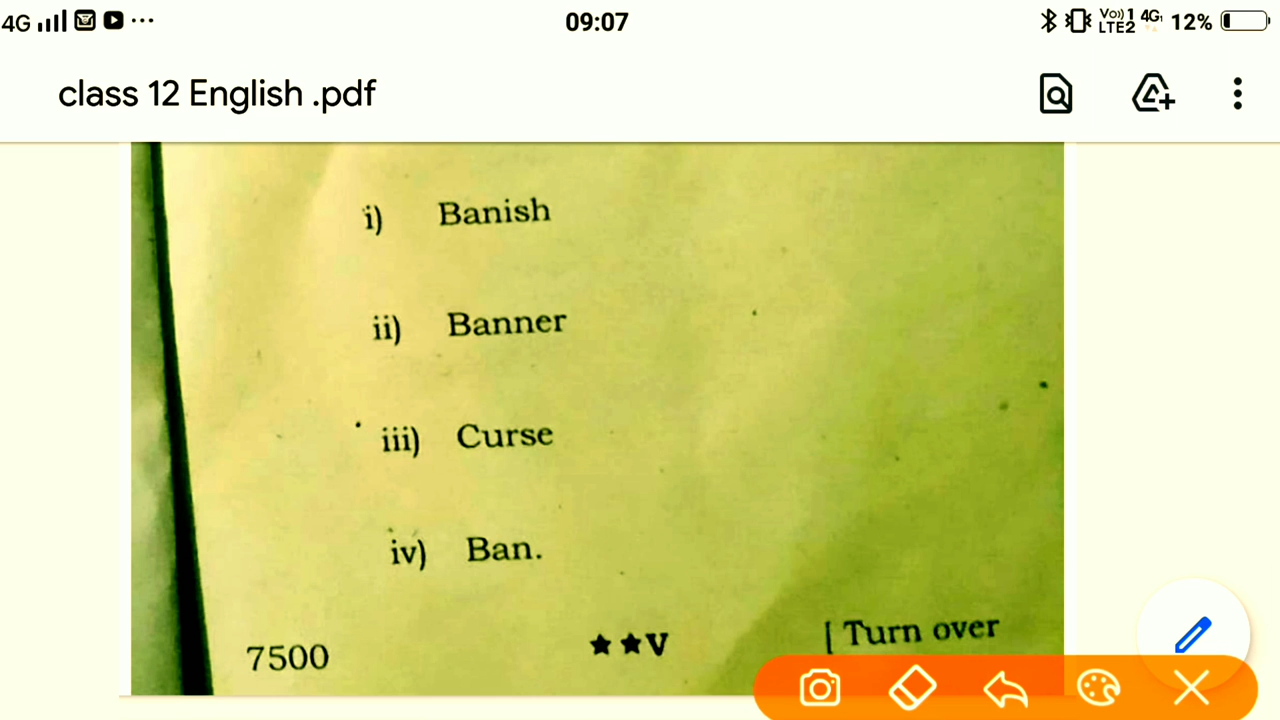 4G ... 09:07 Vo)) 1 4G LTE2 12%
class 12 English .pdf
i) Banish
ii) Banner
iii) Curse
iv) Ban.
7500 ★★V [ Turn over